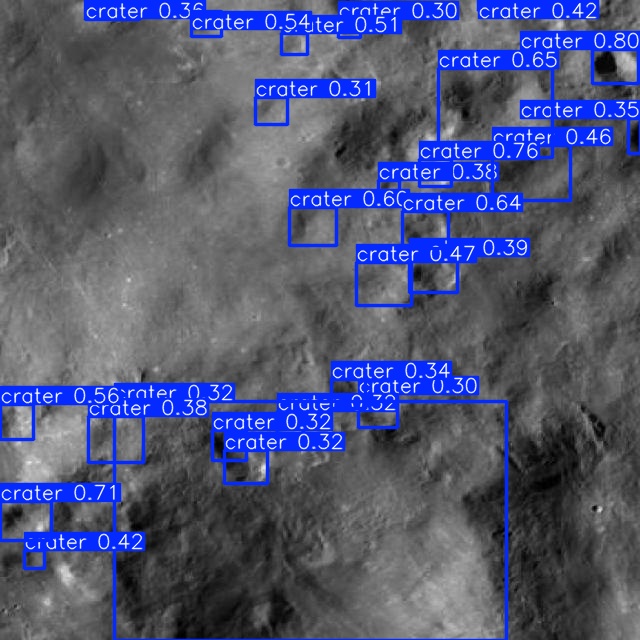 crater 0.36
crater 0.30
crater 0.42
crater 0.54
crater 0.51
crater 0.80
crater 0.65
crater 0.31
crater 0.35
crater 0.46
crater 0.76
crater 0.38
crater 0.60
crater 0.64
0.39
crater 0.47
crater 0.34
crater 0.30
crater 0.56
crater 0.32
crater 0.32
crater 0.38
crater 0.32
crater 0.32
crater 0.71
crater 0.42